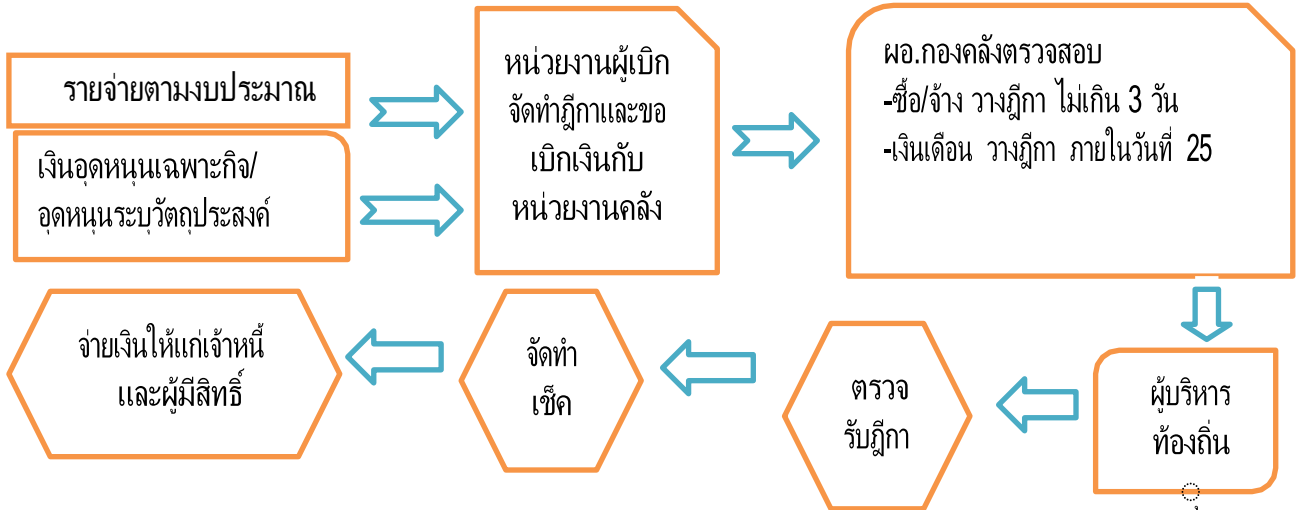 รายจ่ายตามงบประมาณ
เงินอุดหนุนเฉพาะกิจ/
อุดหนุนระบุวัตถุประสงค์
หน่วยงานผู้เบิก
จัดทำฎีกาและขอ
เบิกเงินกับ
หน่วยงานคลัง
ผอ.กองคลังตรวจสอบ
-ซื้อ/จ้าง วางฎีกา ไม่เกิน 3 วัน
-เงินเดือน วางฎีกา ภายในวันที่ 25
ผู้บริหาร
ท้องถิ่น
ตรวจ
รับฎีกา
จัดทำ
เช็ค
จ่ายเงินให้แก่เจ้าหนี้
และผู้มีสิทธิ์